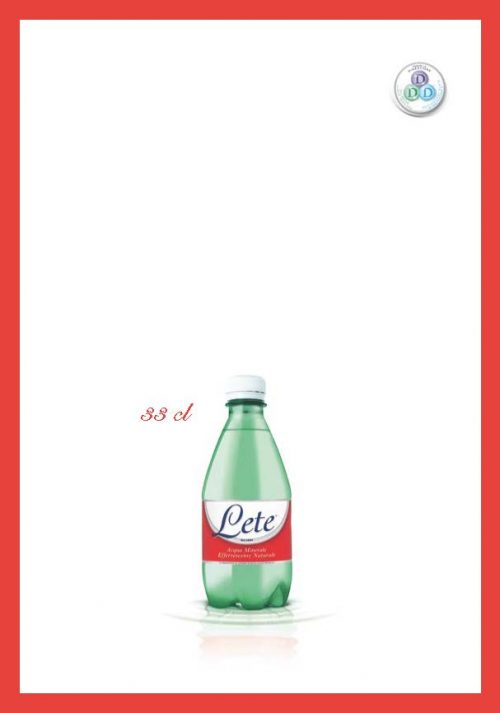 D
D D
33 cl
Lete
Acqua Minerale
Effervescente Naturale